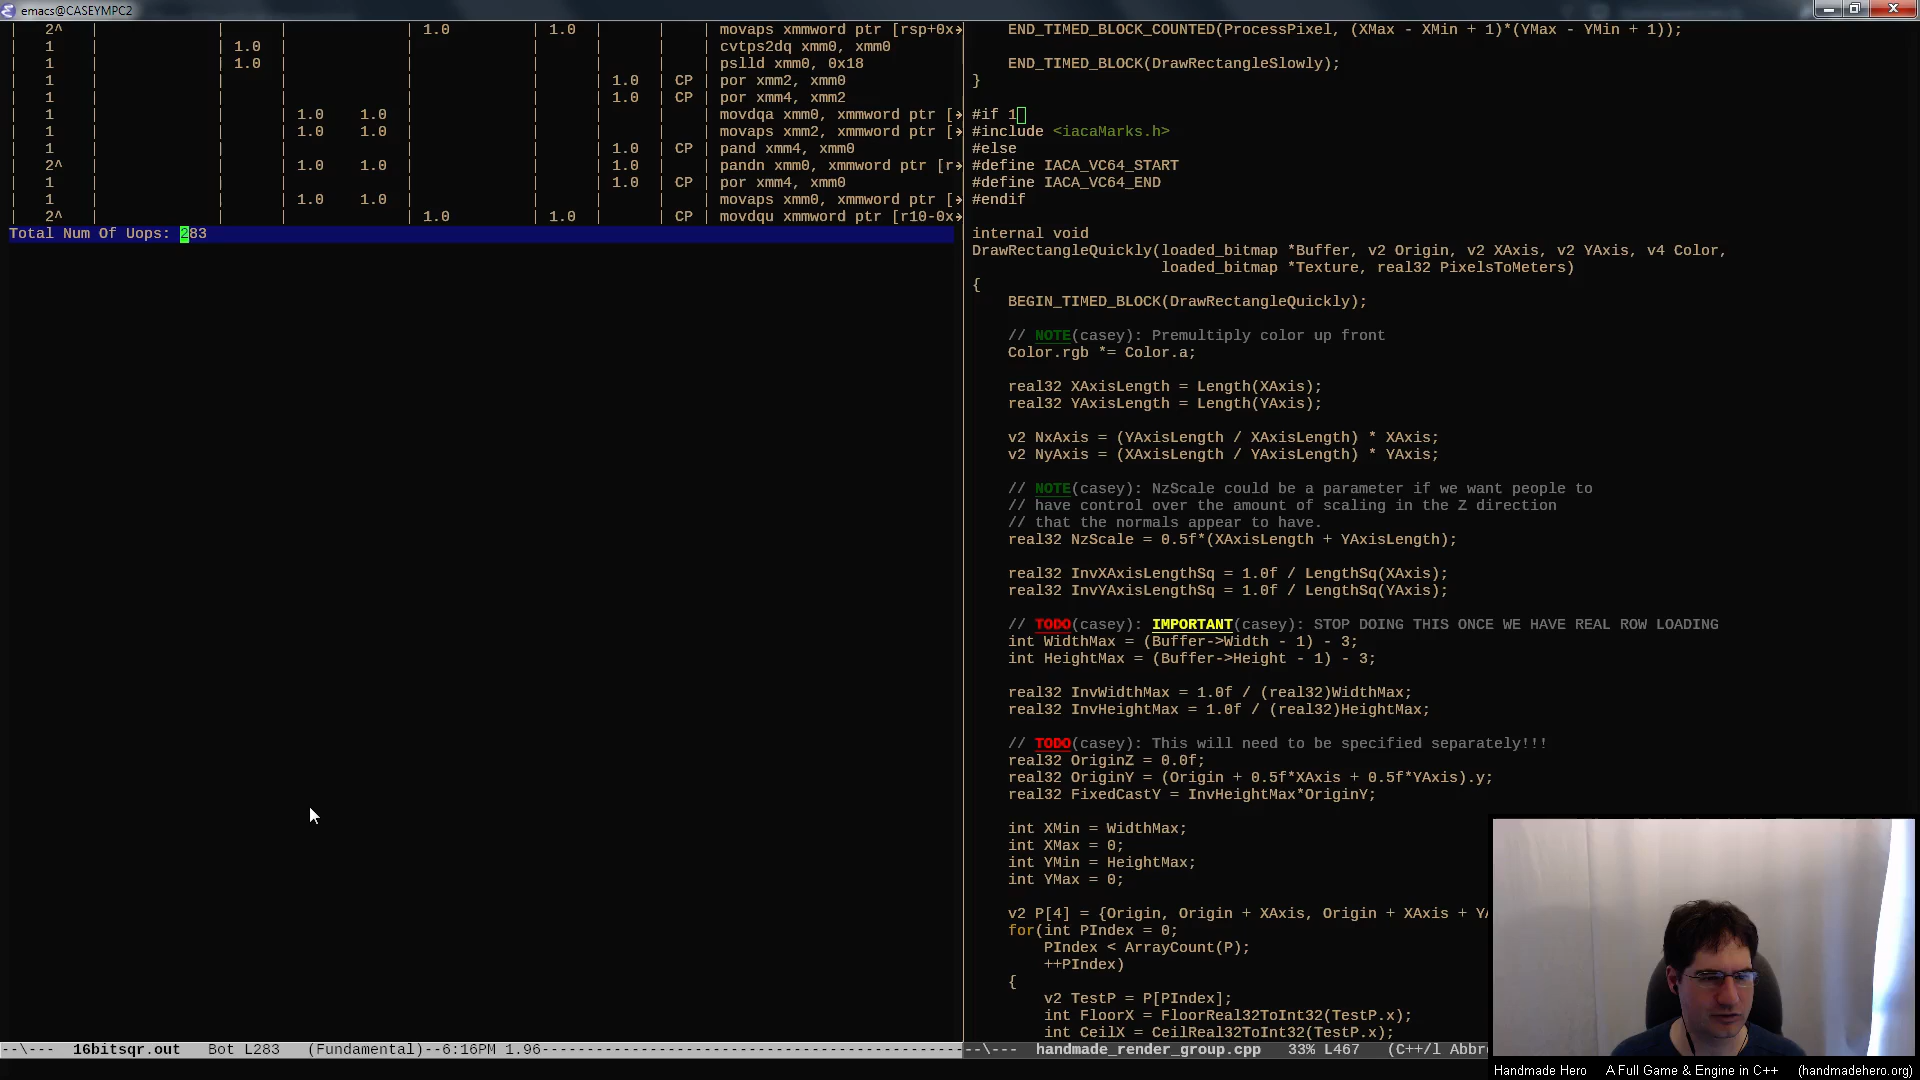 emacs@CASEYMPC2
| 2^ | | | | 1.0 | 1.0 | | | movaps xmmword ptr [rsp+0x
| 1 | | 1.0 | | | | | | cvtps2dq xmm0, xmm0
| 1 | | 1.0 | | | | | | pslld xmm0, 0x18
| 1 | | | | | | 1.0 | CP | por xmm2, xmm0
| 1 | | | | | | 1.0 | CP | por xmm4, xmm2
| 1 | | | 1.0 1.0 | | | | | movdqa xmm0, xmmword ptr [
| 1 | | | 1.0 1.0 | | | | | movaps xmm2, xmmword ptr [
| 1 | | | | | | 1.0 | CP | pand xmm4, xmm0
| 2^ | | | 1.0 1.0 | | | 1.0 | | pandn xmm0, xmmword ptr [r
| 1 | | | | | | 1.0 | CP | por xmm4, xmm0
| 1 | | | 1.0 1.0 | | | | | movaps xmm0, xmmword ptr [
| 2^ | | | | 1.0 | 1.0 | | CP | movdqu xmmword ptr [r10-0x
Total Num Of Uops: 283
--\--- 16bitsqr.out Bot L283 (Fundamental)--6:16PM 1.96
END_TIMED_BLOCK_COUNTED(ProcessPixel, (XMax - XMin + 1)*(YMax - YMin + 1));
END_TIMED_BLOCK(DrawRectangleSlowly);
}
#if 1
#include <iacaMarks.h>
#else
#define IACA_VC64_START
#define IACA_VC64_END
#endif
internal void
DrawRectangleQuickly(loaded_bitmap *Buffer, v2 Origin, v2 XAxis, v2 YAxis, v4 Color,
loaded_bitmap *Texture, real32 PixelsToMeters)
{
BEGIN_TIMED_BLOCK(DrawRectangleQuickly);
// NOTE(casey): Premultiply color up front
Color.rgb *= Color.a;
real32 XAxisLength = Length(XAxis);
real32 YAxisLength = Length(YAxis);
v2 NxAxis = (YAxisLength / XAxisLength) * XAxis;
v2 NyAxis = (XAxisLength / YAxisLength) * YAxis;
// NOTE(casey): NzScale could be a parameter if we want people to
// have control over the amount of scaling in the Z direction
// that the normals appear to have.
real32 NzScale = 0.5f*(XAxisLength + YAxisLength);
real32 InvXAxisLengthSq = 1.0f / LengthSq(XAxis);
real32 InvYAxisLengthSq = 1.0f / LengthSq(YAxis);
// TODO(casey): IMPORTANT(casey): STOP DOING THIS ONCE WE HAVE REAL ROW LOADING
int WidthMax = (Buffer->Width - 1) - 3;
int HeightMax = (Buffer->Height - 1) - 3;
real32 InvWidthMax = 1.0f / (real32)WidthMax;
real32 InvHeightMax = 1.0f / (real32)HeightMax;
// TODO(casey): This will need to be specified separately!!!
real32 OriginZ = 0.0f;
real32 OriginY = (Origin + 0.5f*XAxis + 0.5f*YAxis).y;
real32 FixedCastY = InvHeightMax*OriginY;
int XMin = WidthMax;
int XMax = 0;
int YMin = HeightMax;
int YMax = 0;
v2 P[4] = {Origin, Origin + XAxis, Origin + XAxis + YA
for(int PIndex = 0;
PIndex < ArrayCount(P);
++PIndex)
{
v2 TestP = P[PIndex];
int FloorX = FloorReal32ToInt32(TestP.x);
int CeilX = CeilReal32ToInt32(TestP.x);
--\--- handmade_render_group.cpp 33% L467 (C++/l Abbre
Handmade Hero A Full Game & Engine in C++ (handmadehero.org)